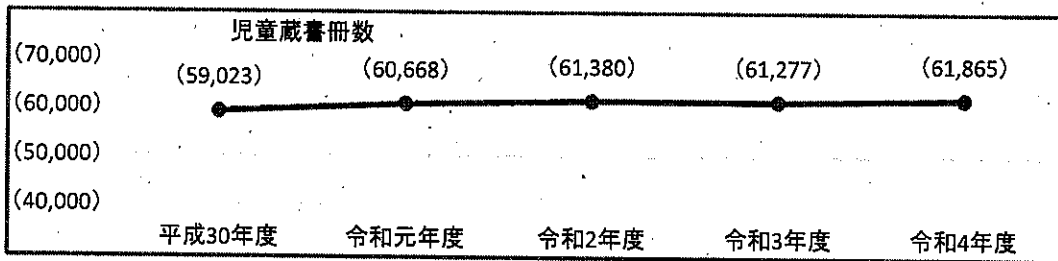 児童蔵書冊数
(70,000)
(59,023) (60,668) (61,380) (61,277) (61,865)
(60,000)
(50,000)
(40,000)
平成30年度 令和元年度 令和2年度 令和3年度 令和4年度